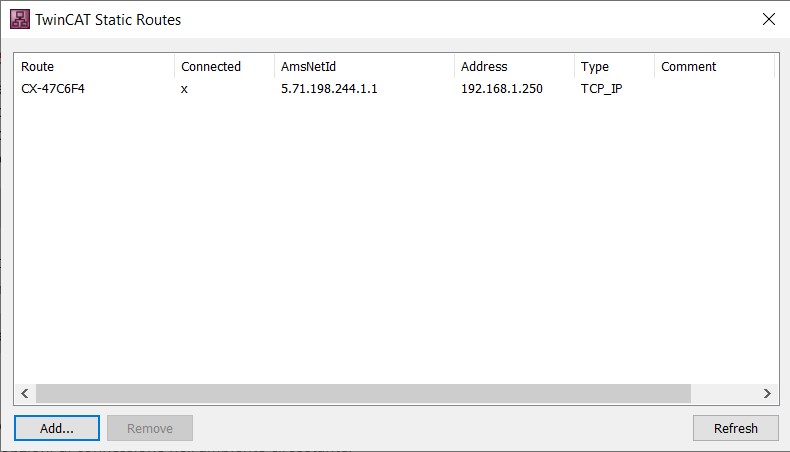 TwinCAT Static Routes
Route Connected AmsNetId Address Type Comment
CX-47C6F4 x 5.71.198.244.1.1 192.168.1.250 TCP_IP
Add... Remove Refresh